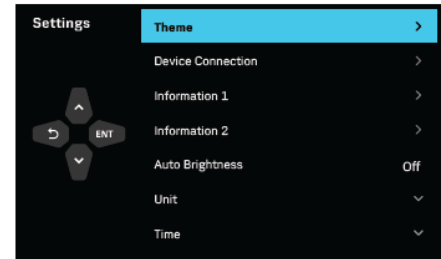 Settings
Theme
Device Connection
Information 1
ENT
Information 2
Auto Brightness Off
Unit
Time